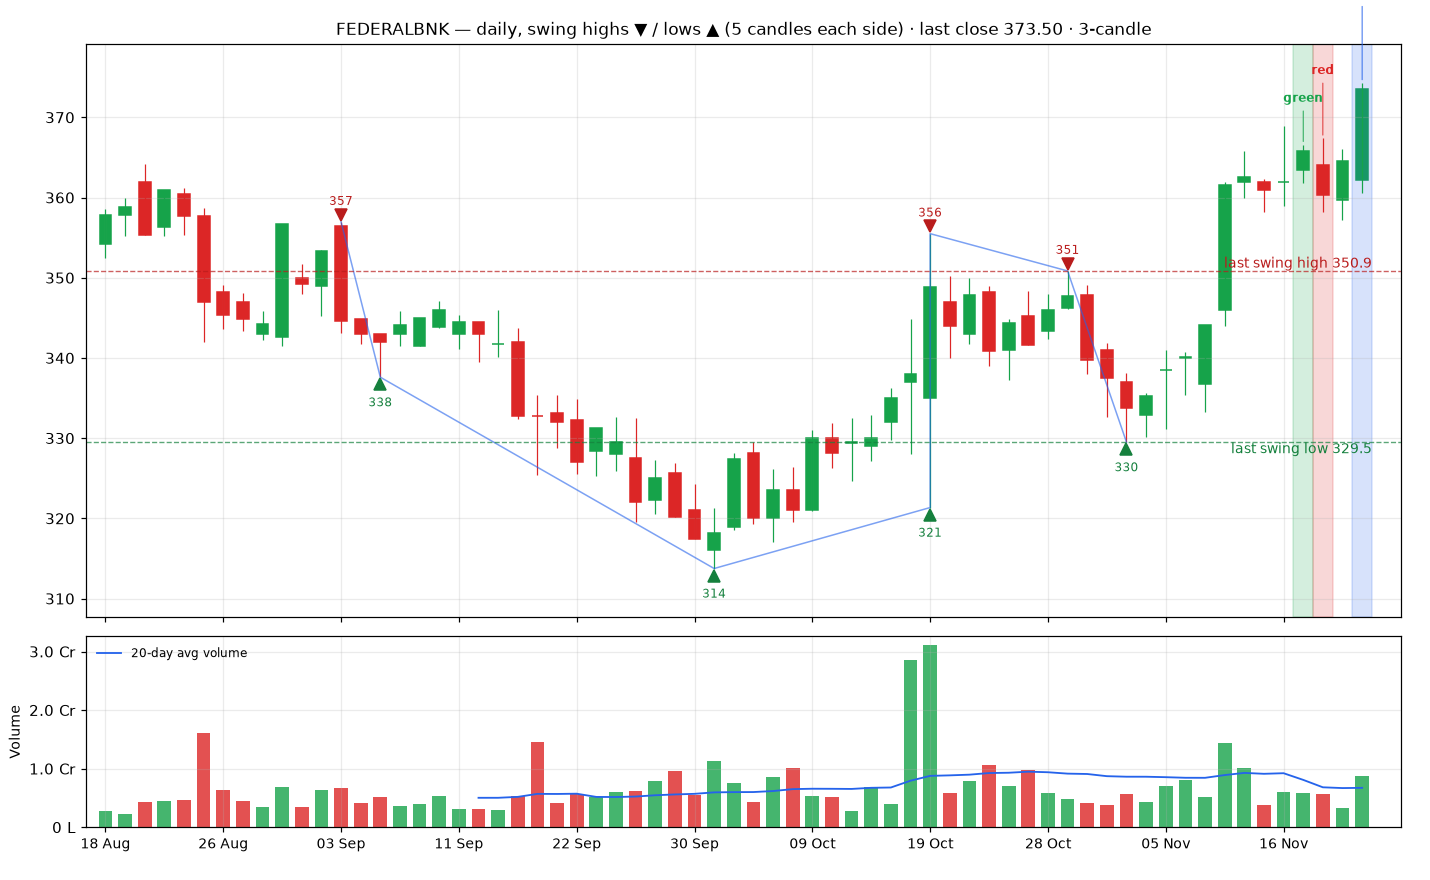 FEDERALBNK — daily, swing highs ▼ / lows ▲ (5 candles each side) · last close 373.50 · 3-candle
red
green
370
360
350
340
330
320
310
357
338
314
356
321
351
330
last swing high 350.9
last swing low 329.5
20-day avg volume
Volume
3.0 Cr
2.0 Cr
1.0 Cr
0 L
18 Aug
26 Aug
03 Sep
11 Sep
22 Sep
30 Sep
09 Oct
19 Oct
28 Oct
05 Nov
16 Nov